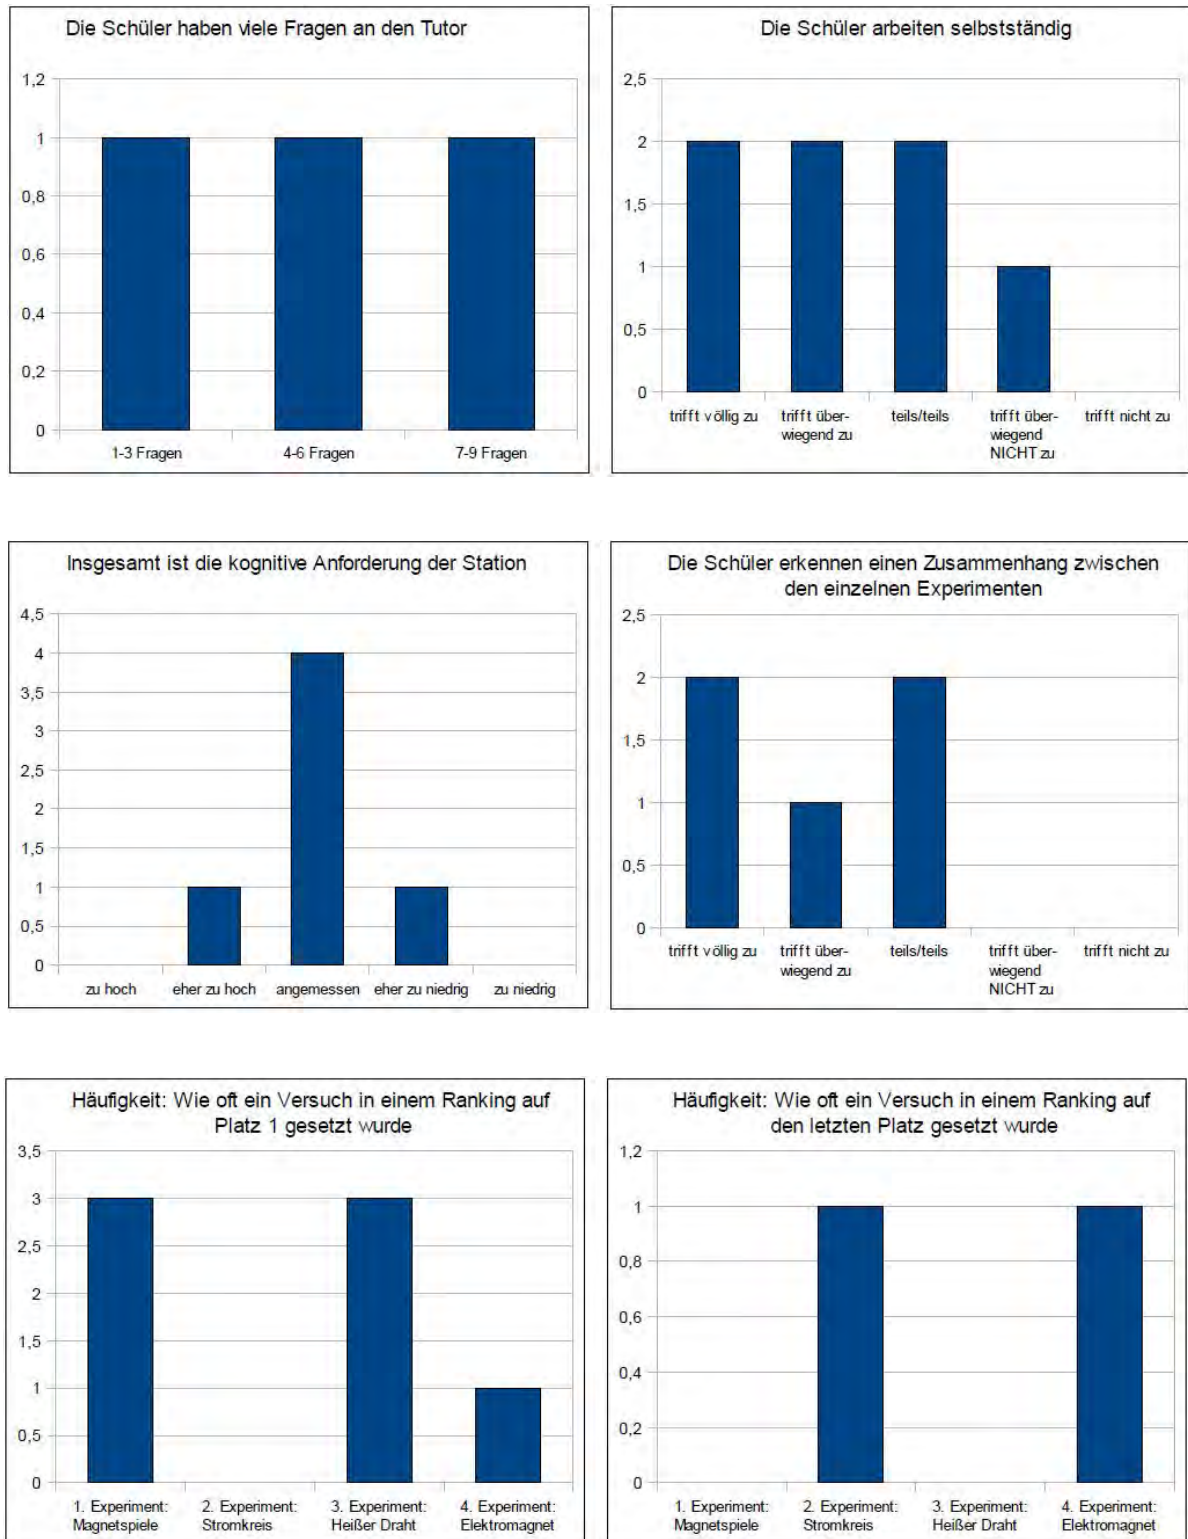 Die Schüler haben viele Fragen an den Tutor
1,2
1
0,8
0,6
0,4
0,2
0
1-3 Fragen
4-6 Fragen
7-9 Fragen
Die Schüler arbeiten selbstständig
2,5
2
1,5
1
0,5
0
trifft völlig zu
trifft über-
wiegend zu
teils/teils
trifft über-
wiegend
NICHT zu
trifft nicht zu
Insgesamt ist die kognitive Anforderung der Station
4,5
4
3,5
3
2,5
2
1,5
1
0,5
0
zu hoch
eher zu hoch
angemessen
eher zu niedrig
zu niedrig
Die Schüler erkennen einen Zusammenhang zwischen
den einzelnen Experimenten
2,5
2
1,5
1
0,5
0
trifft völlig zu
trifft über-
wiegend zu
teils/teils
trifft über-
wiegend
NICHT zu
trifft nicht zu
Häufigkeit: Wie oft ein Versuch in einem Ranking auf
Platz 1 gesetzt wurde
3,5
3
2,5
2
1,5
1
0,5
0
1. Experiment:
Magnetspiele
2. Experiment:
Stromkreis
3. Experiment:
Heißer Draht
4. Experiment:
Elektromagnet
Häufigkeit: Wie oft ein Versuch in einem Ranking auf
den letzten Platz gesetzt wurde
1,2
1
0,8
0,6
0,4
0,2
0
1. Experiment:
Magnetspiele
2. Experiment:
Stromkreis
3. Experiment:
Heißer Draht
4. Experiment:
Elektromagnet